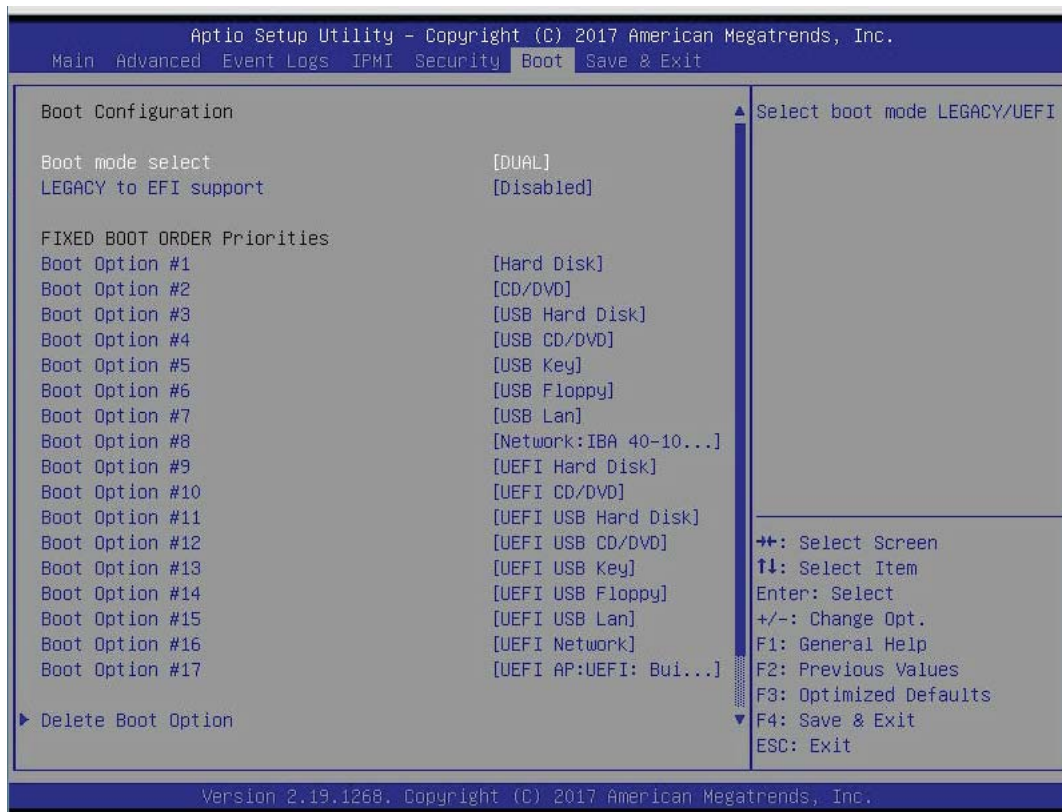 Aptio Setup Utility – Copyright (C) 2017 American Megatrends, Inc.
Main Advanced Event Logs IPMI Security Boot Save & Exit
Boot Configuration
Boot mode select [DUAL]
LEGACY to EFI support [Disabled]
FIXED BOOT ORDER Priorities
Boot Option #1 [Hard Disk]
Boot Option #2 [CD/DVD]
Boot Option #3 [USB Hard Disk]
Boot Option #4 [USB CD/DVD]
Boot Option #5 [USB Key]
Boot Option #6 [USB Floppy]
Boot Option #7 [USB Lan]
Boot Option #8 [Network:IBA 40-10...]
Boot Option #9 [UEFI Hard Disk]
Boot Option #10 [UEFI CD/DVD]
Boot Option #11 [UEFI USB Hard Disk]
Boot Option #12 [UEFI USB CD/DVD]
Boot Option #13 [UEFI USB Key]
Boot Option #14 [UEFI USB Floppy]
Boot Option #15 [UEFI USB Lan]
Boot Option #16 [UEFI Network]
Boot Option #17 [UEFI AP:UEFI: Bui...]
Delete Boot Option
Select boot mode LEGACY/UEFI
→←: Select Screen
↑↓: Select Item
Enter: Select
+/-: Change Opt.
F1: General Help
F2: Previous Values
F3: Optimized Defaults
F4: Save & Exit
ESC: Exit
Version 2.19.1268. Copyright (C) 2017 American Megatrends, Inc.